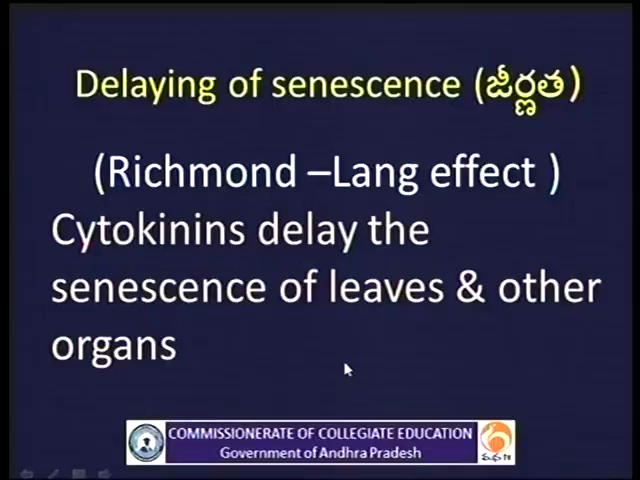 Delaying of senescence (జీర్ణత)
(Richmond –Lang effect )
Cytokinins delay the
senescence of leaves & other
organs
COMMISSIONERATE OF COLLEGIATE EDUCATION
Government of Andhra Pradesh